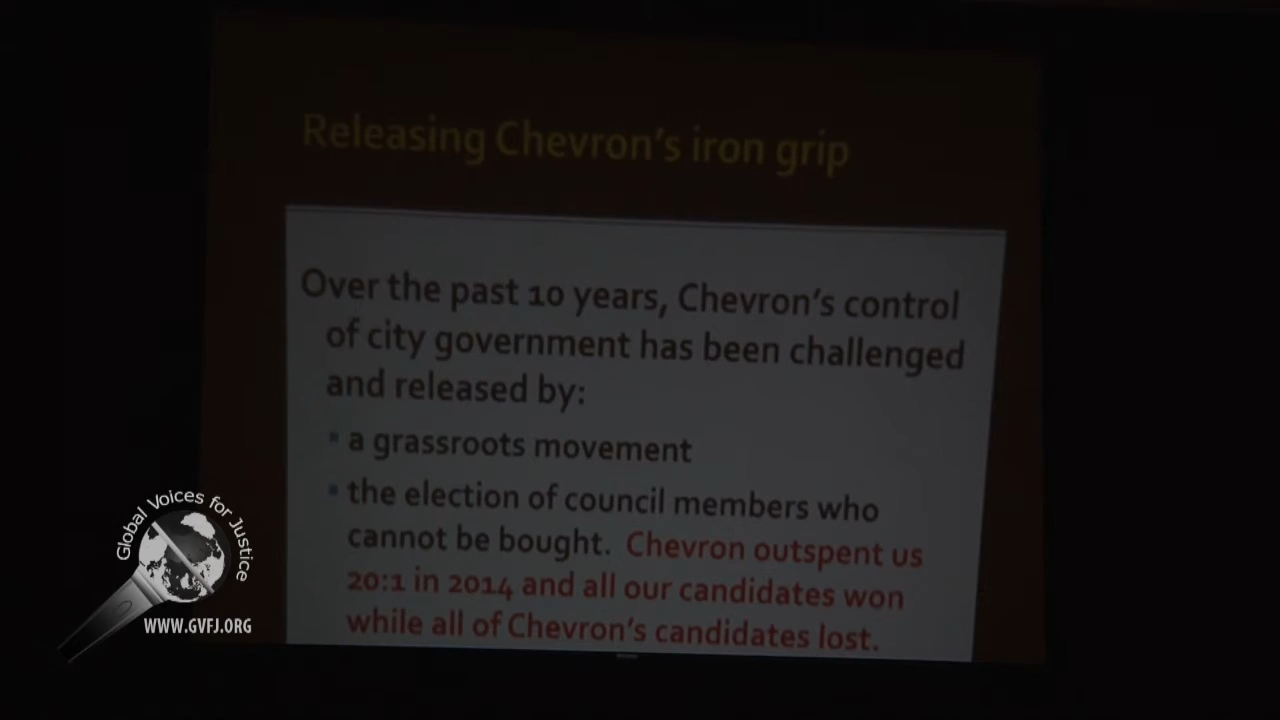 Releasing Chevron's iron grip
Over the past 10 years, Chevron's control
of city government has been challenged
and released by:
▪ a grassroots movement
▪ the election of council members who
cannot be bought. Chevron outspent us
20:1 in 2014 and all our candidates won
while all of Chevron's candidates lost.
Global Voices for Justice
WWW.GVFJ.ORG